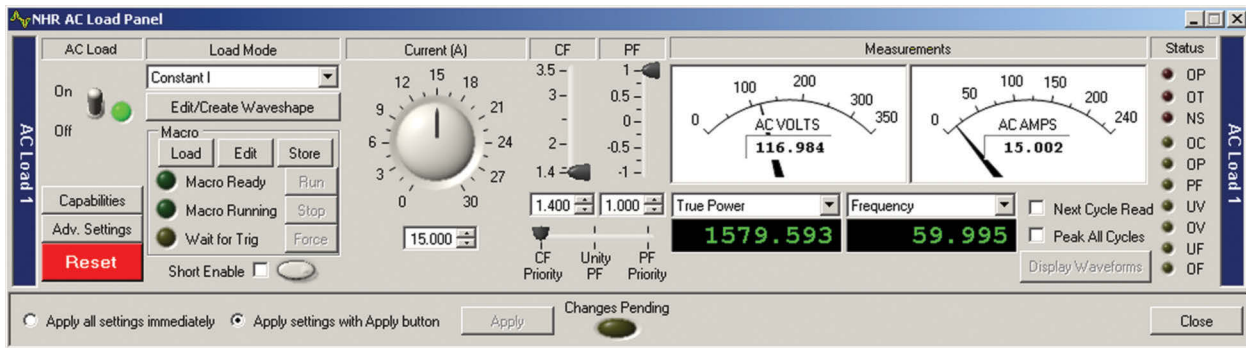 NHR AC Load Panel
AC Load 1
AC Load
On
Off
Capabilities
Adv. Settings
Reset
Load Mode
Constant I
Edit/Create Waveshape
Macro
Load Edit Store
Macro Ready Run
Macro Running Stop
Wait for Trig Force
Short Enable
Current (A)
0 3 6 9 12 15 18 21 24 27 30
15.000
CF
3.5
3
2
1.4
1.400
PF
1
0.5
0
-0.5
-1
1.000
CF Priority
Unity PF
PF Priority
Measurements
0 100 200 300 350
AC VOLTS
116.984
0 50 100 150 200 240
AC AMPS
15.002
True Power
1579.593
Frequency
59.995
Next Cycle Read
Peak All Cycles
Display Waveforms
Status
OP
OT
NS
OC
OP
PF
UV
OV
UF
OF
AC Load 1
Apply all settings immediately
Apply settings with Apply button
Apply
Changes Pending
Close